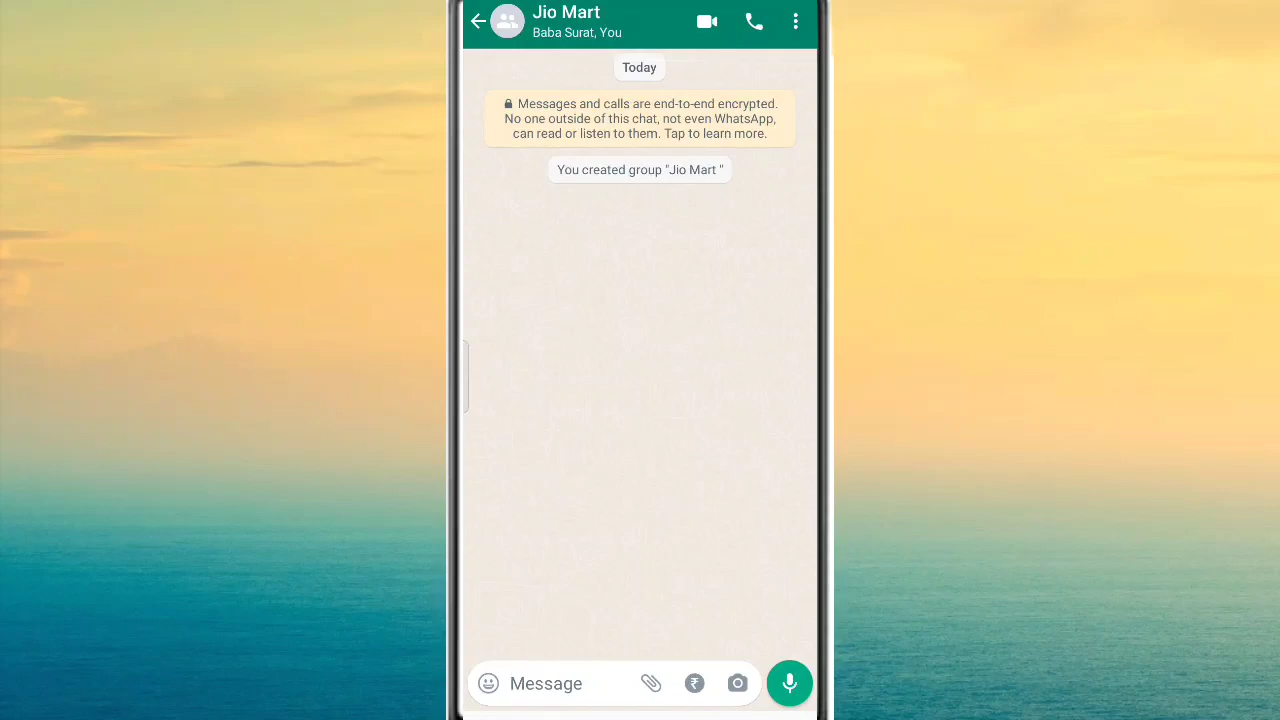 Jio Mart
Baba Surat, You
Today
Messages and calls are end-to-end encrypted.
No one outside of this chat, not even WhatsApp,
can read or listen to them. Tap to learn more.
You created group "Jio Mart "
Message
₹